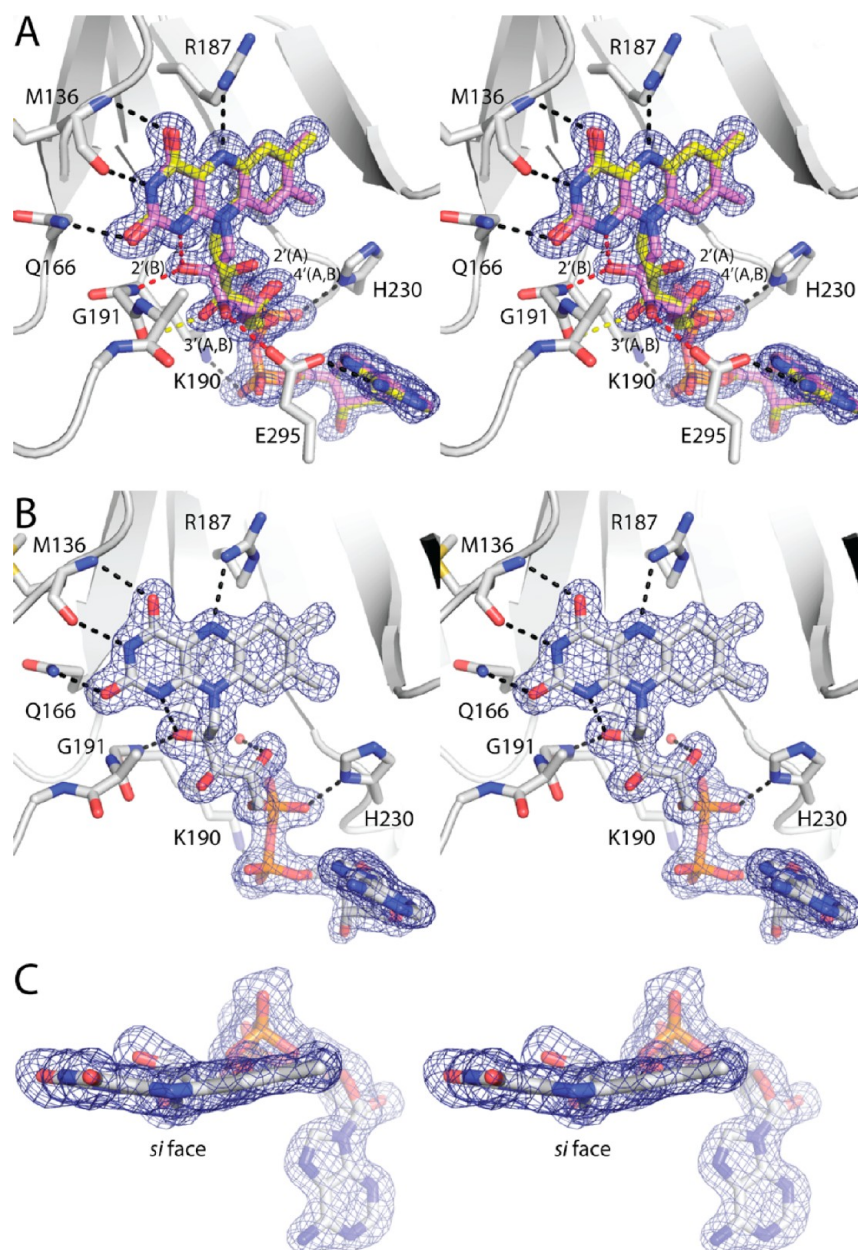 A
R187
R187
M136
M136
2'(A)
2'(A)
2'(B)
4'(A,B)
2'(B)
4'(A,B)
Q166
Q166
H230
H230
G191
G191
3'(A,B)
3'(A,B)
K190
K190
E295
E295
B
R187
R187
M136
M136
Q166
Q166
G191
G191
H230
H230
K190
K190
C
si face
si face